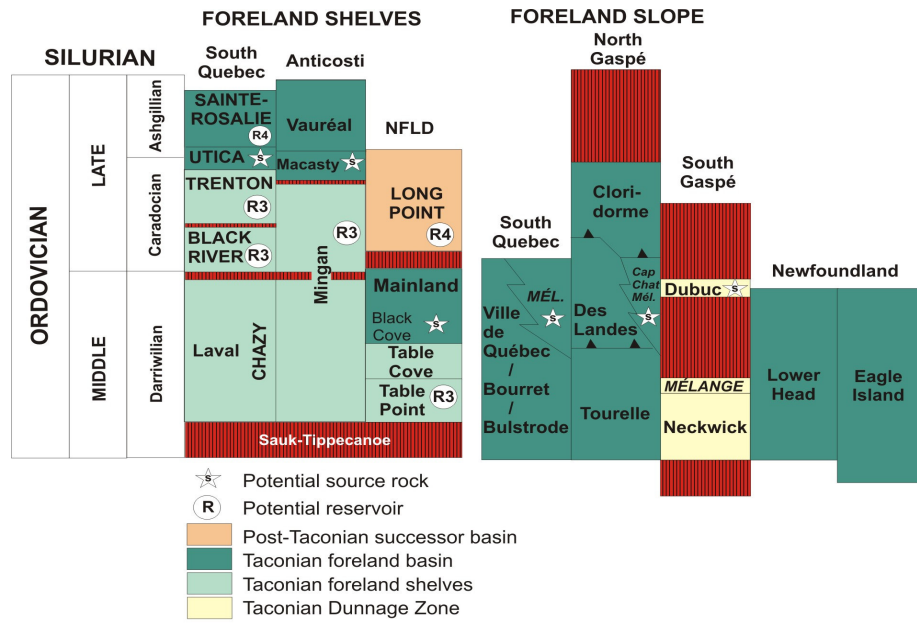 FORELAND SHELVES
FORELAND SLOPE
SILURIAN
South
Quebec
Anticosti
NFLD
North
Gaspé
South
Gaspé
South
Quebec
Newfoundland
ORDOVICIAN
LATE
MIDDLE
Ashgillian
Caradocian
Darriwilian
SAINTE-
ROSALIE
R4
UTICA
S
TRENTON
R3
BLACK
RIVER
R3
Laval
CHAZY
Vauréal
Macasty
S
R3
Mingan
LONG
POINT
R4
Mainland
Black
Cove
S
Table
Cove
Table
Point
R3
Sauk-Tippecanoe
MÉL.
S
Ville de
Québec
/
Bourret
/
Bulstrode
Clori-
dorme
Cap
Chat
Mél.
S
Des
Landes
Tourelle
Dubuc
S
MÉLANGE
Neckwick
Lower
Head
Eagle
Island
S
Potential source rock
R
Potential reservoir
Post-Taconian successor basin
Taconian foreland basin
Taconian foreland shelves
Taconian Dunnage Zone